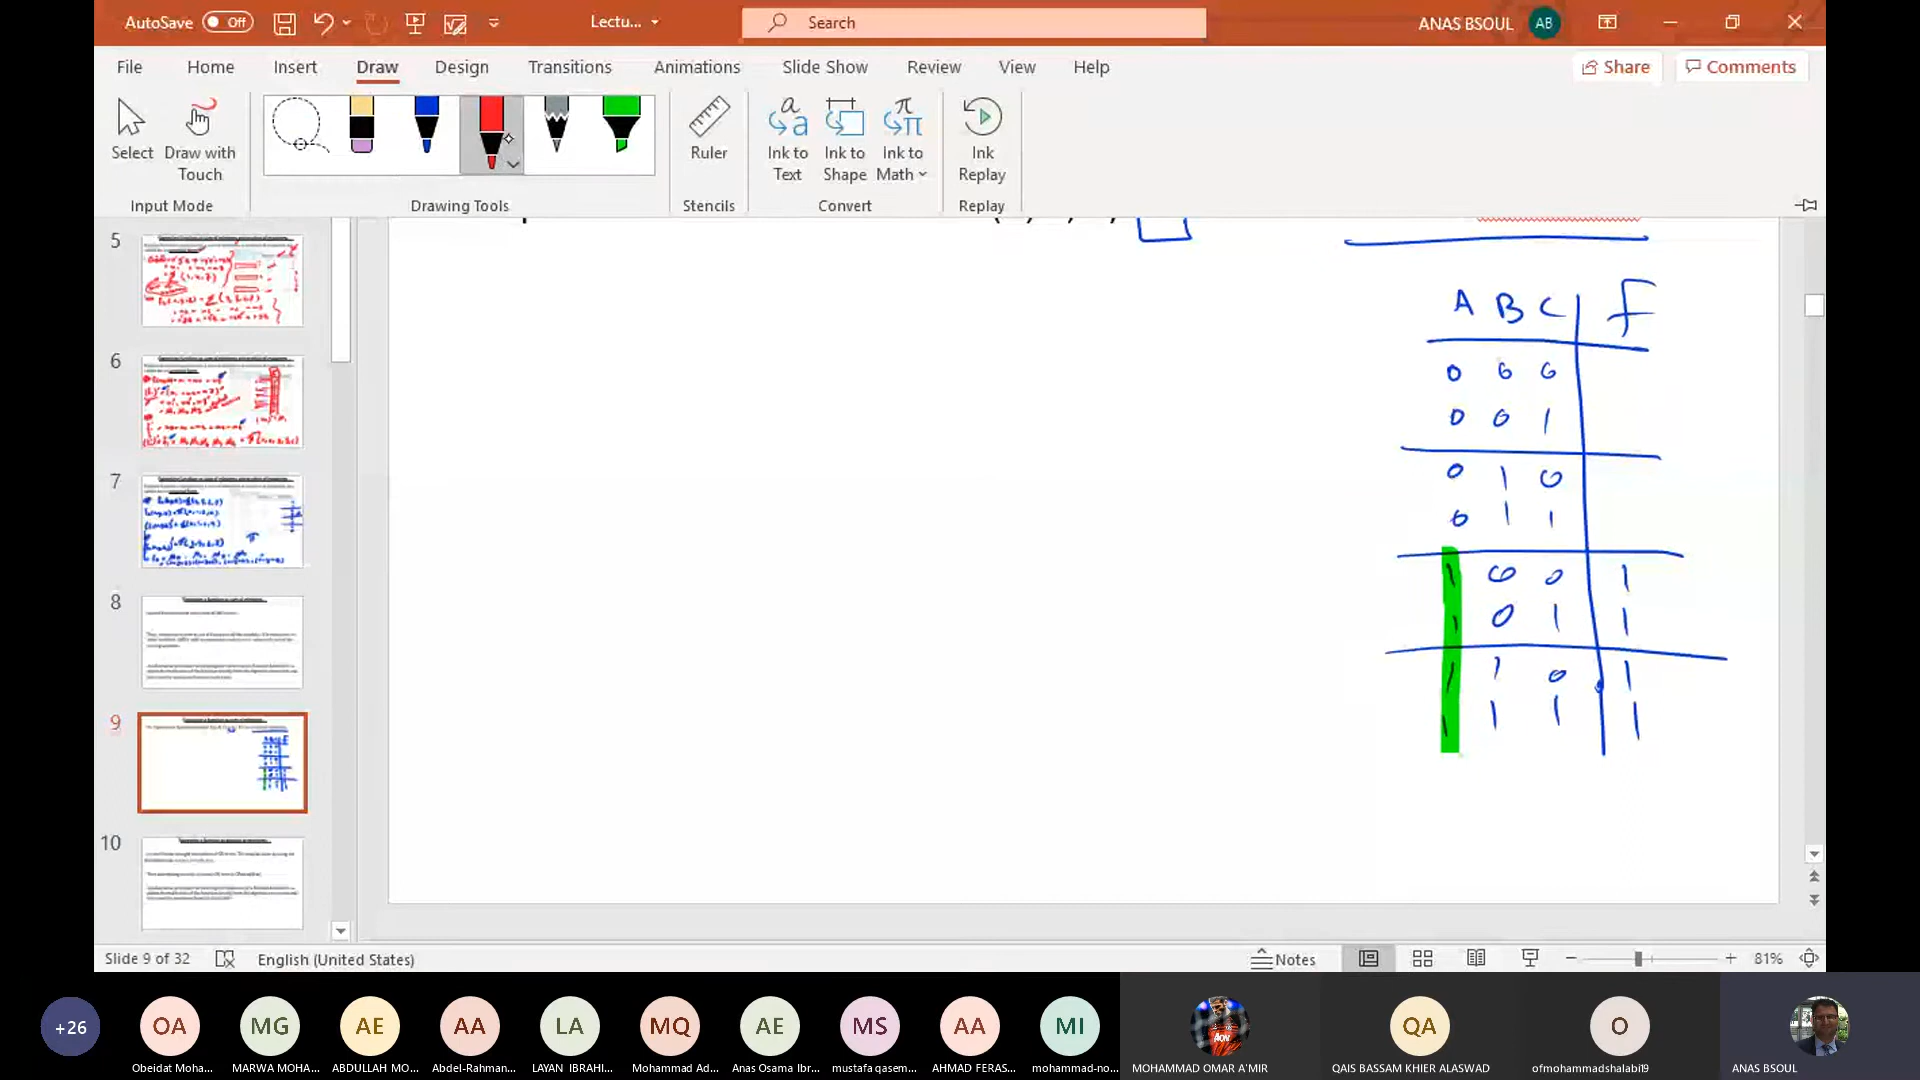 AutoSave Off Lectu... Search ANAS BSOUL AB
File Home Insert Draw Design Transitions Animations Slide Show Review View Help Share Comments
Select Draw with Touch Ruler Ink to Text Ink to Shape Ink to Math Ink Replay
Input Mode Drawing Tools Stencils Convert Replay
5
6
7
8
9
10
A B C F
0 0 0
0 0 1
0 1 0
0 1 1
1 0 0 1
1 0 1 1
1 1 0 1
1 1 1 1
Slide 9 of 32 English (United States) Notes 81%
+26 OA MG AE AA LA MQ AE MS AA MI QA O
Obeidat Moha... MARWA MOHA... ABDULLAH MO... Abdel-Rahman... LAYAN IBRAHI... Mohammad Ad... Anas Osama Ibr... mustafa qasem... AHMAD FERAS... mohammad-no... MOHAMMAD OMAR A'MIR QAIS BASSAM KHIER ALASWAD ofmohammadshalabi19 ANAS BSOUL